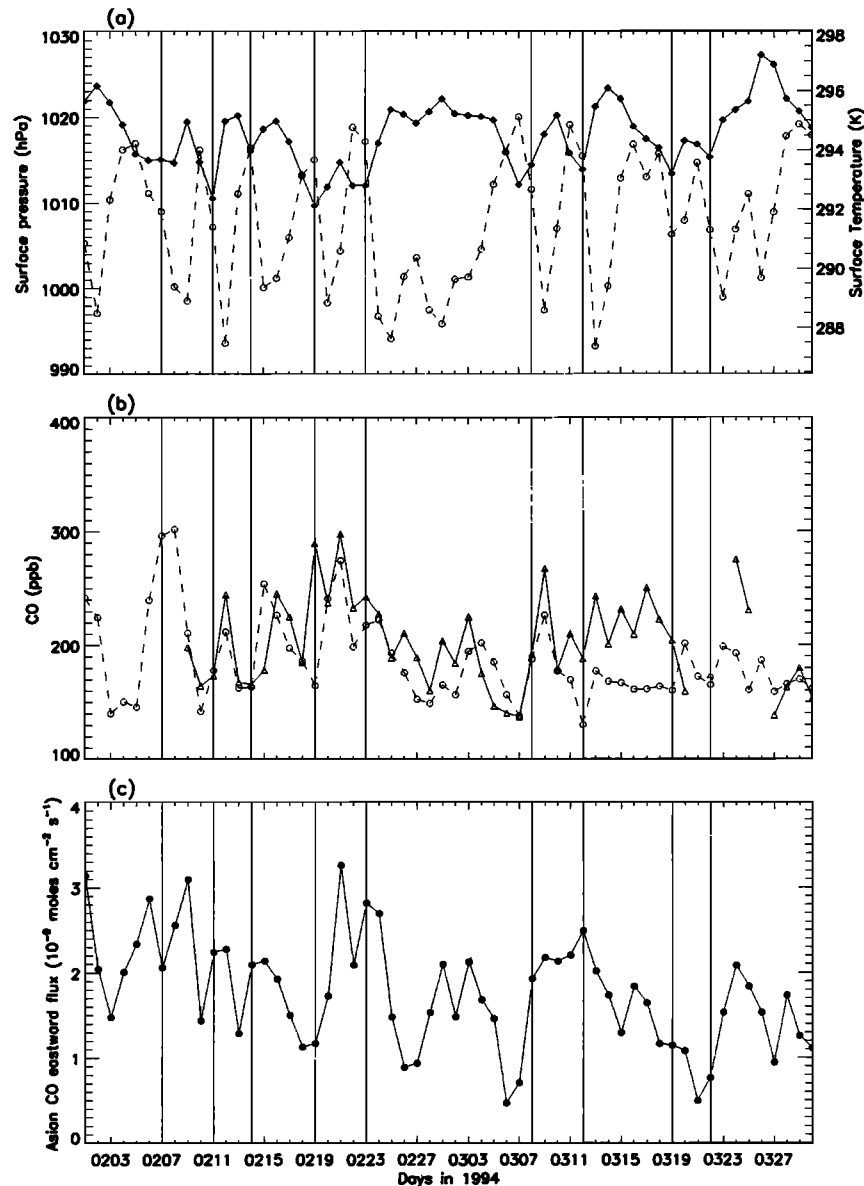 (a)
1030
1020
1010
1000
990
Surface pressure (hPa)
298
296
294
292
290
288
Surface Temperature (K)
(b)
400
300
200
100
CO (ppb)
(c)
4
3
2
1
0
Asian CO eastward flux (10⁻⁹ moles cm⁻² s⁻¹)
0203 0207 0211 0215 0219 0223 0227 0303 0307 0311 0315 0319 0323 0327
Days in 1994